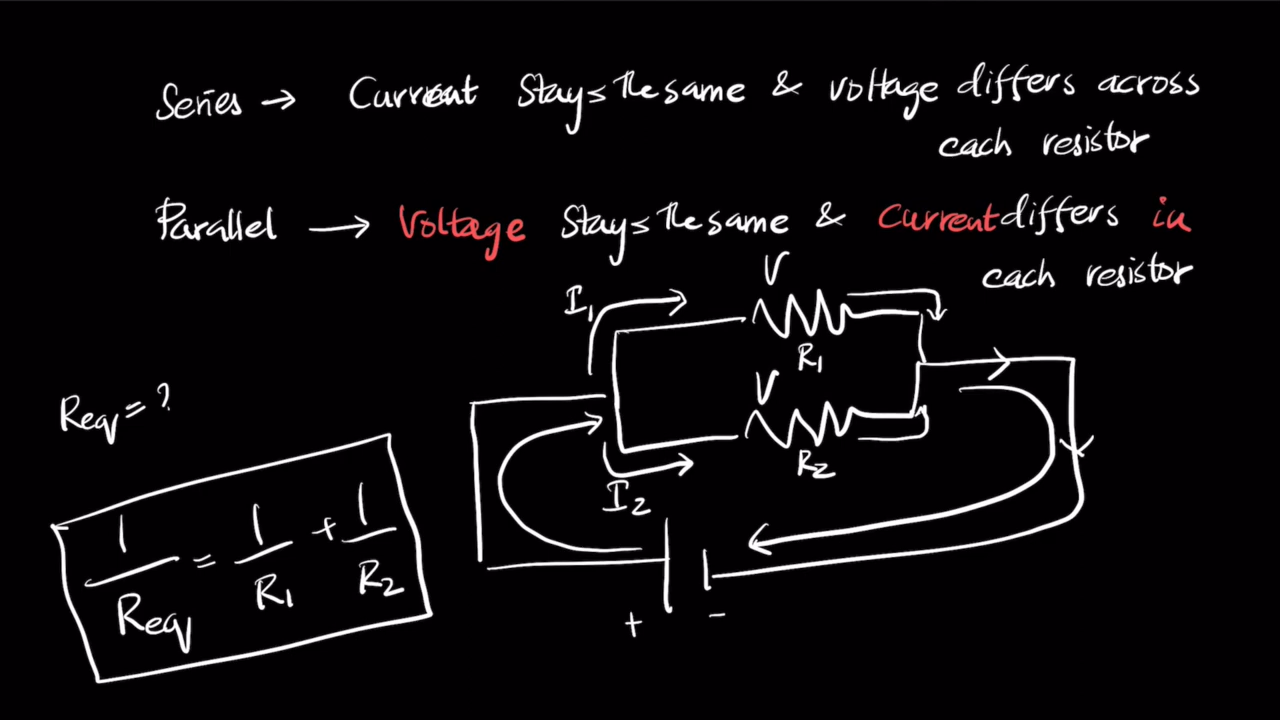 Series → Current Stays the same & voltage differs across
each resistor
Parallel → Voltage Stays the same & Current differs in
each resistor
V
I₁
R₁
V
Req = ?
R₂
I₂
1/Req = 1/R₁ + 1/R₂
+ -